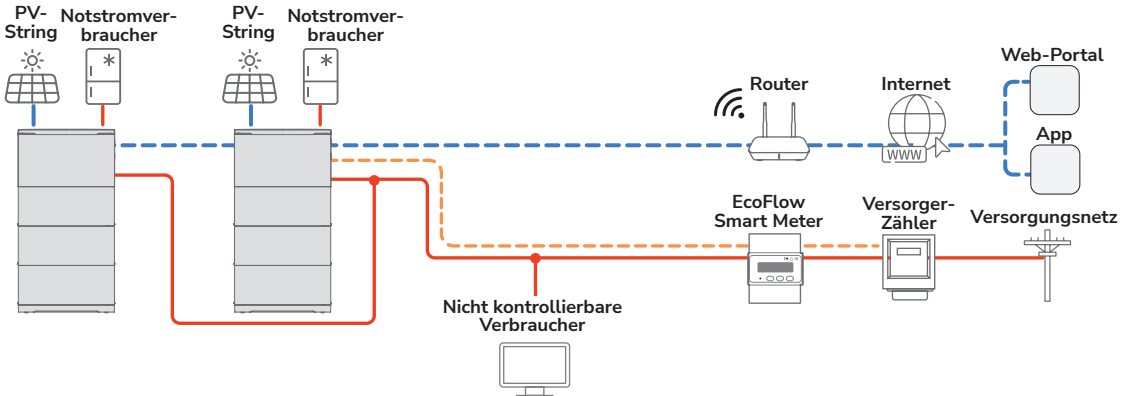 PV-
String
Notstromver-
braucher
PV-
String
Notstromver-
braucher
Web-Portal
Router
Internet
App
WWW
EcoFlow
Smart Meter
Versorger-
Zähler
Versorgungsnetz
Nicht kontrollierbare
Verbraucher